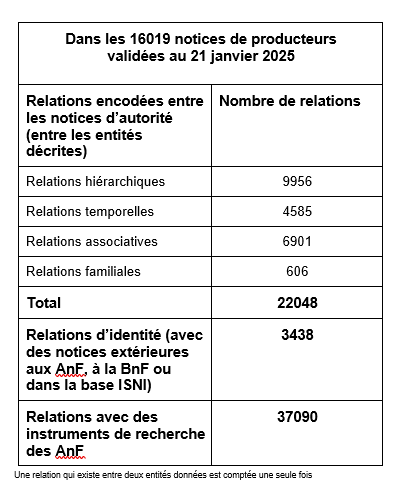 Dans les 16019 notices de producteurs
validées au 21 janvier 2025
Relations encodées entre
les notices d’autorité
(entre les entités
décrites)
Nombre de relations
Relations hiérarchiques
9956
Relations temporelles
4585
Relations associatives
6901
Relations familiales
606
Total
22048
Relations d’identité (avec
des notices extérieures
aux AnF, à la BnF ou
dans la base ISNI)
3438
Relations avec des
instruments de recherche
des AnF
37090
Une relation qui existe entre deux entités données est comptée une seule fois